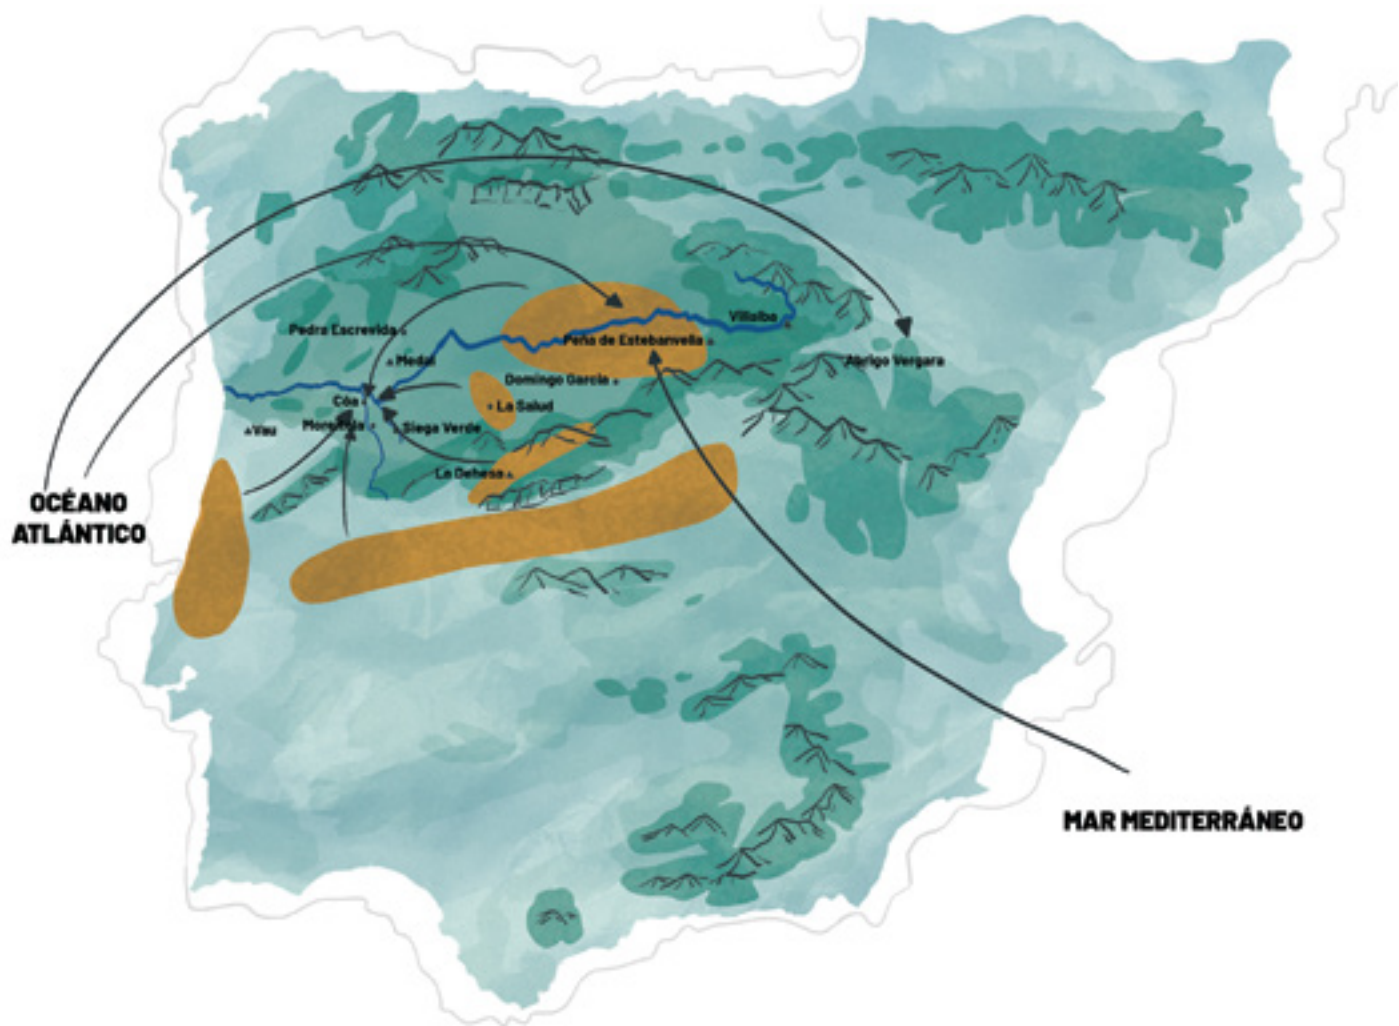 Villalba
Pedra Escrevida
Peña de Estebanvella
Medal
Abrigo Vergara
Domingo García
Côa
La Salud
Vau
Siega Verde
La Dehesa
OCÉANO
ATLÁNTICO
MAR MEDITERRÁNEO